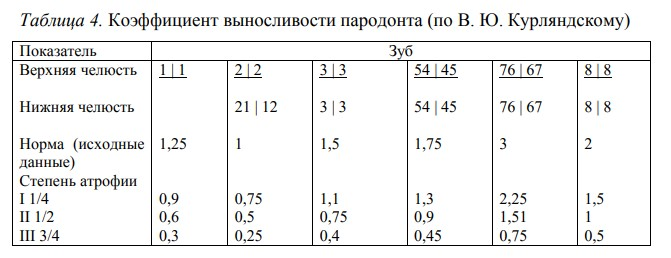 Таблица 4. Коэффициент выносливости пародонта (по В. Ю. Курляндскому)
Показатель Зуб
Верхняя челюсть 1 | 1 2 | 2 3 | 3 54 | 45 76 | 67 8 | 8
Нижняя челюсть 21 | 12 3 | 3 54 | 45 76 | 67 8 | 8
Норма (исходные 1,25 1 1,5 1,75 3 2
данные)
Степень атрофии
I 1/4 0,9 0,75 1,1 1,3 2,25 1,5
II 1/2 0,6 0,5 0,75 0,9 1,51 1
III 3/4 0,3 0,25 0,4 0,45 0,75 0,5